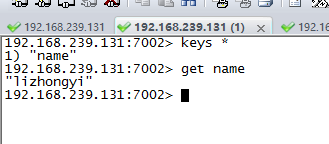 192.168.239.131
192.168.239.131 (1)
192.
192.168.239.131:7002> keys *
1) "name"
192.168.239.131:7002> get name
"lizhongyi"
192.168.239.131:7002>